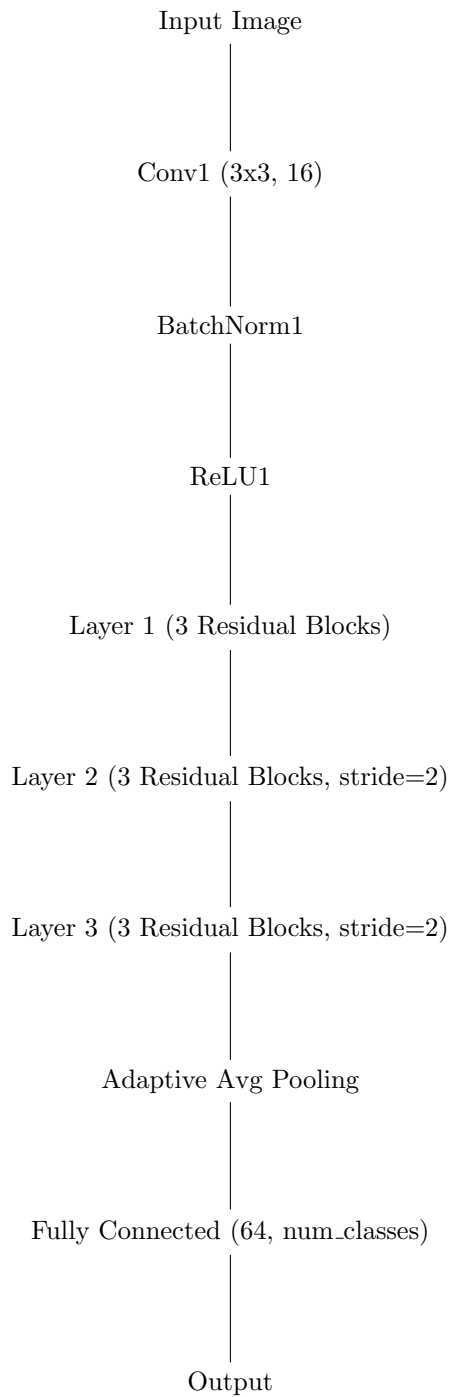 Input Image
Conv1 (3x3, 16)
BatchNorm1
ReLU1
Layer 1 (3 Residual Blocks)
Layer 2 (3 Residual Blocks, stride=2)
Layer 3 (3 Residual Blocks, stride=2)
Adaptive Avg Pooling
Fully Connected (64, num_classes)
Output